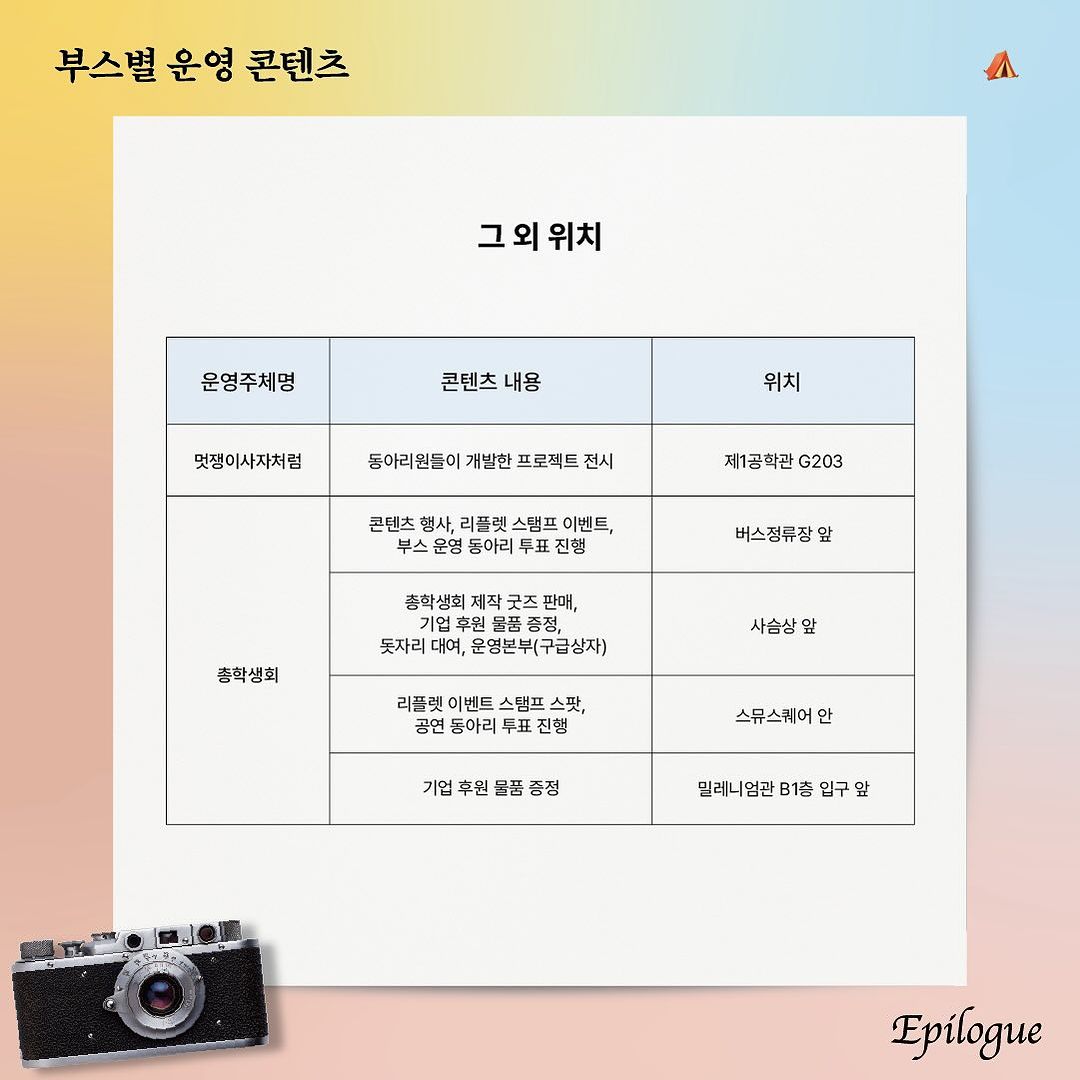 부스별 운영 콘텐츠
그 외 위치
운영주체명 콘텐츠 내용 위치
멋쟁이사자처럼 동아리원들이 개발한 프로젝트 전시 제1공학관 G203
총학생회
콘텐츠 행사, 리플렛 스탬프 이벤트,
부스 운영 동아리 투표 진행
버스정류장 앞
총학생회 제작 굿즈 판매,
기업 후원 물품 증정,
돗자리 대여, 운영본부(구급상자)
사슴상 앞
리플렛 이벤트 스탬프 스팟,
공연 동아리 투표 진행
스뮤스퀘어 안
기업 후원 물품 증정
밀레니엄관 B1층 입구 앞
Epilogue